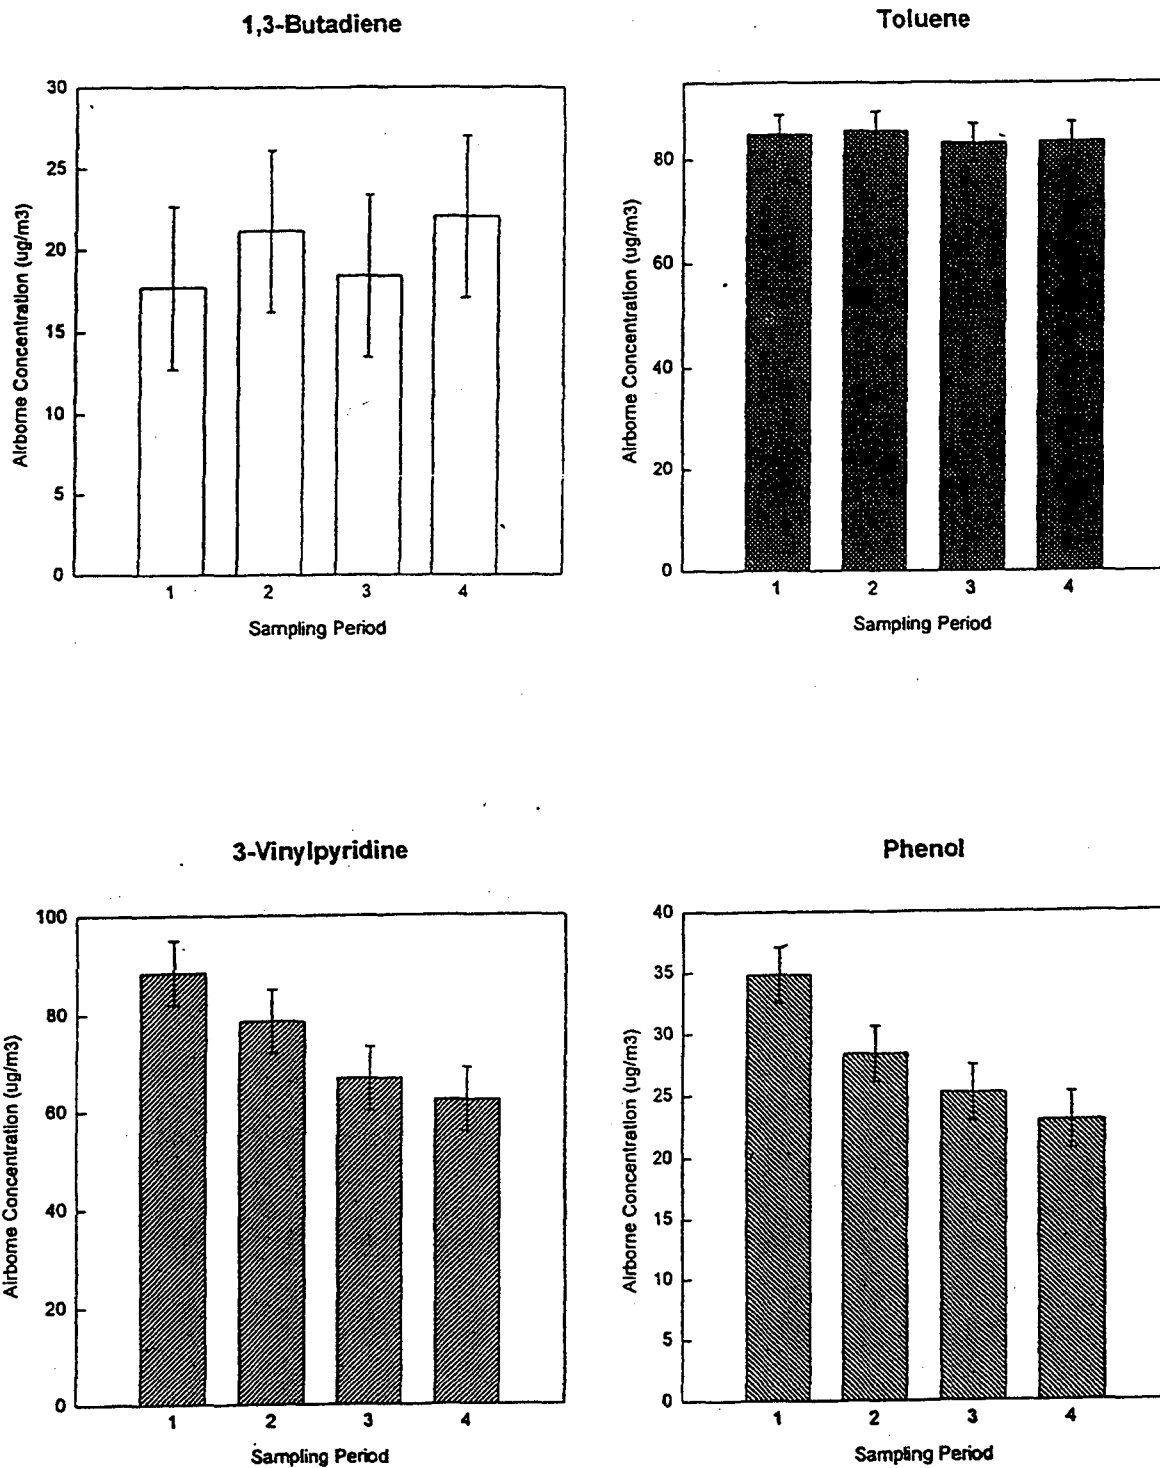 1,3-Butadiene
30
25
20
15
10
5
0
Airborne Concentration (ug/m3)
1 2 3 4
Sampling Period
Toluene
80
60
40
20
0
Airborne Concentration (ug/m3)
1 2 3 4
Sampling Period
3-Vinylpyridine
100
80
60
40
20
0
Airborne Concentration (ug/m3)
1 2 3 4
Sampling Period
Phenol
40
35
30
25
20
15
10
5
0
Airborne Concentration (ug/m3)
1 2 3 4
Sampling Period